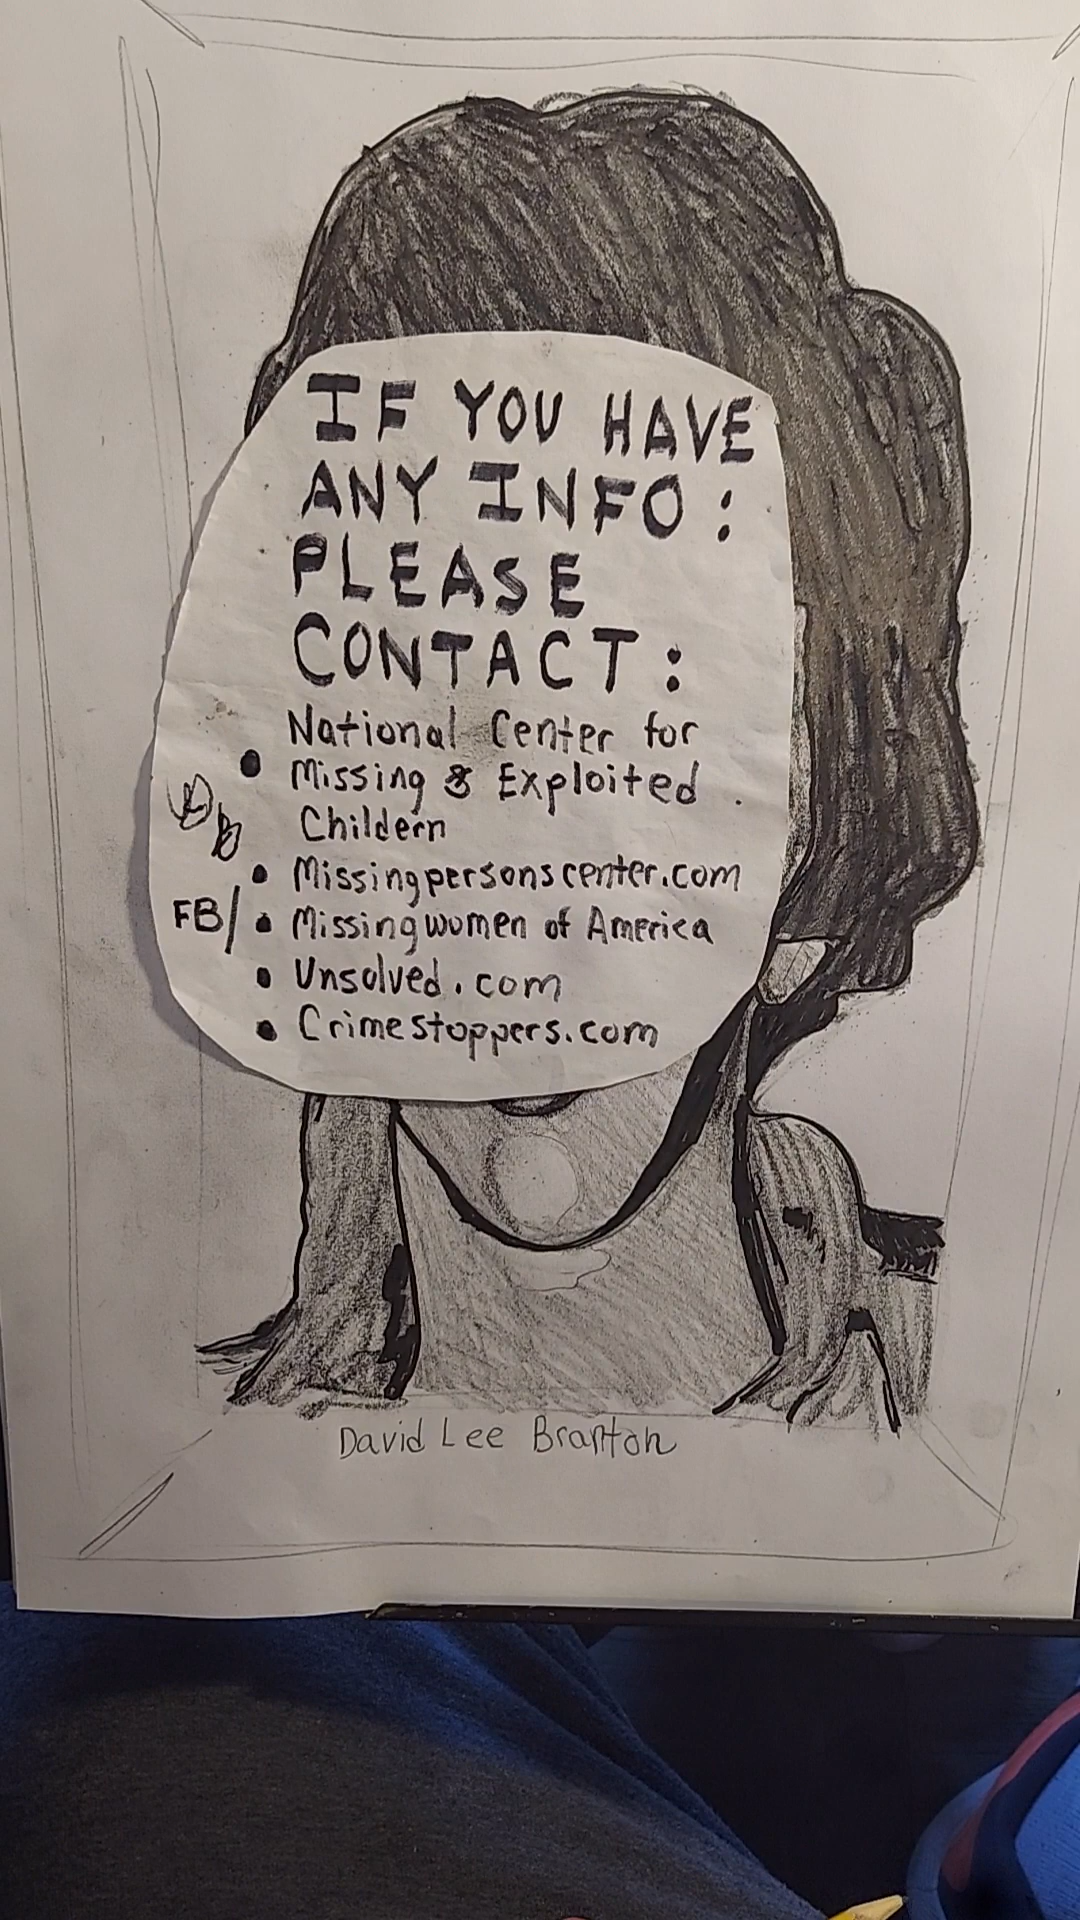 IF YOU HAVE
ANY INFO :
PLEASE
CONTACT :
National Center for
• Missing & Exploited .
Childern
• Missingpersonscenter.com
FB/ • Missingwomen of America
• Unsolved.com
• Crimestoppers.com
David Lee Branton